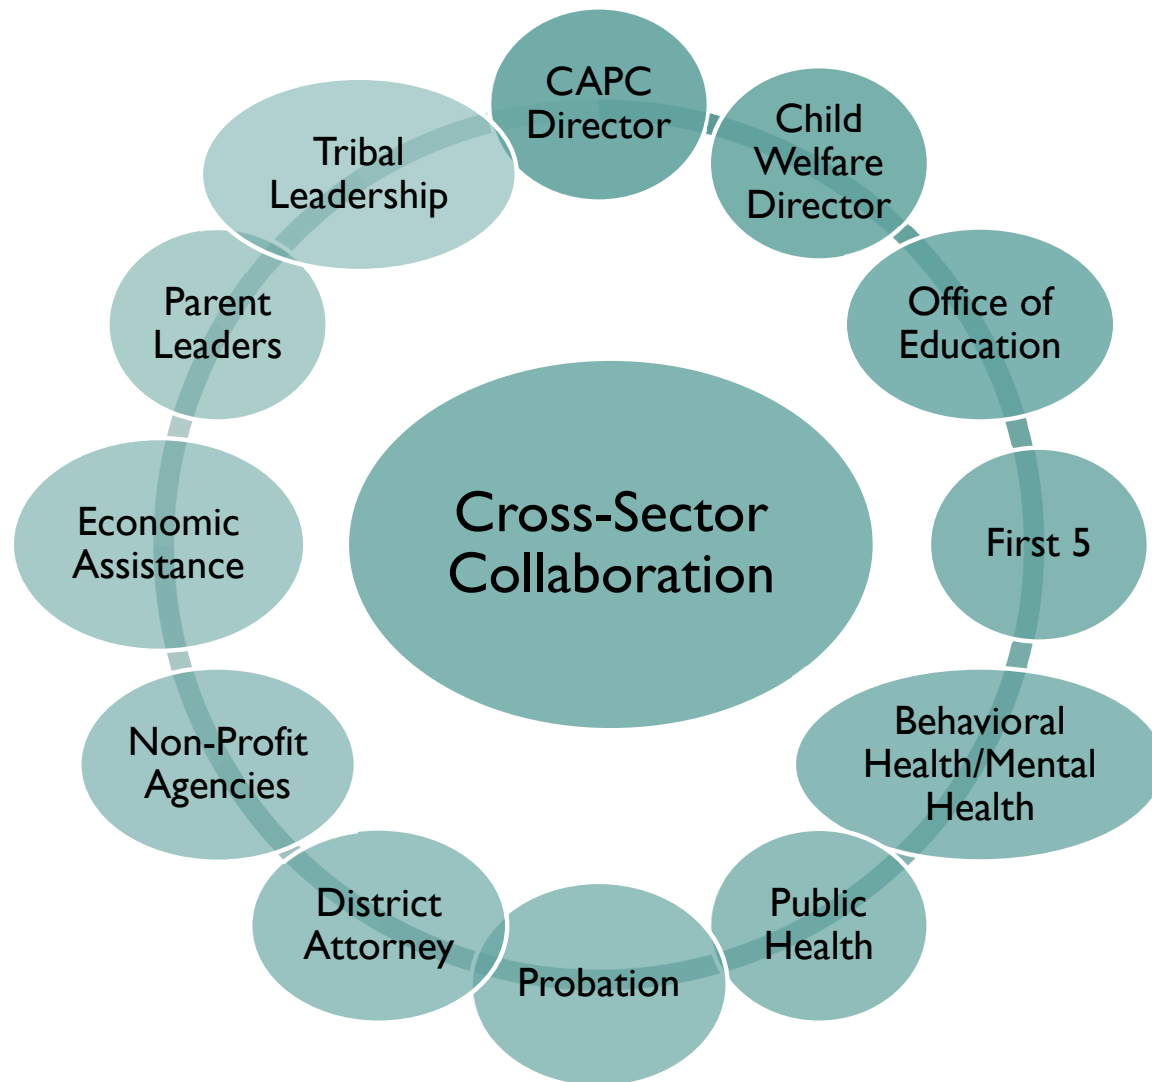 CAPC
Director
Child
Welfare
Director
Office of
Education
First 5
Behavioral
Health/Mental
Health
Public
Health
Probation
District
Attorney
Non-Profit
Agencies
Economic
Assistance
Parent
Leaders
Tribal
Leadership
Cross-Sector
Collaboration